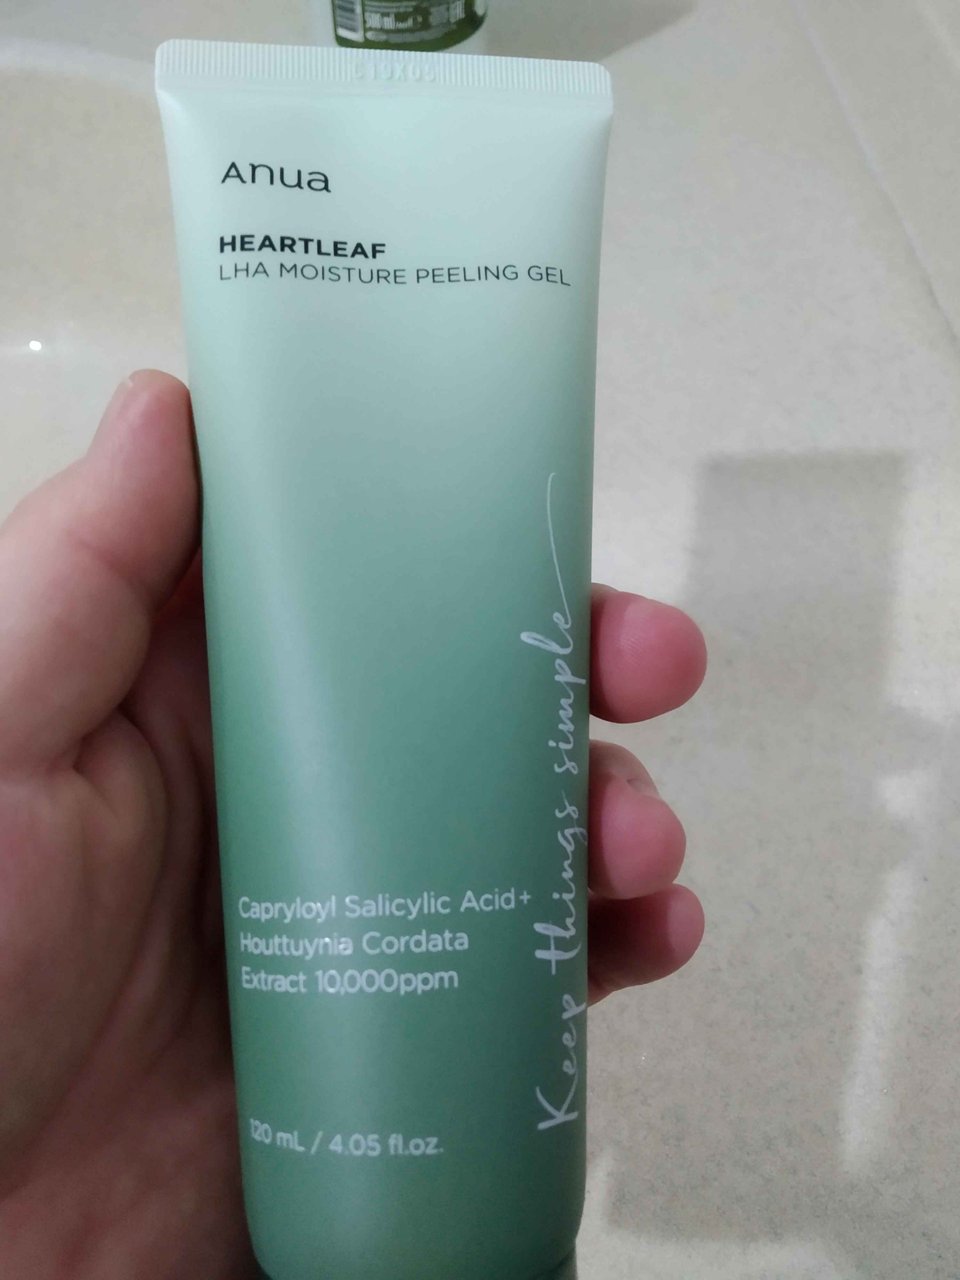 Anua
HEARTLEAF
LHA MOISTURE PEELING GEL
Keep things simple
Capryloyl Salicylic Acid+
Houttuynia Cordata
Extract 10,000ppm
120 mL / 4.05 fl.oz.